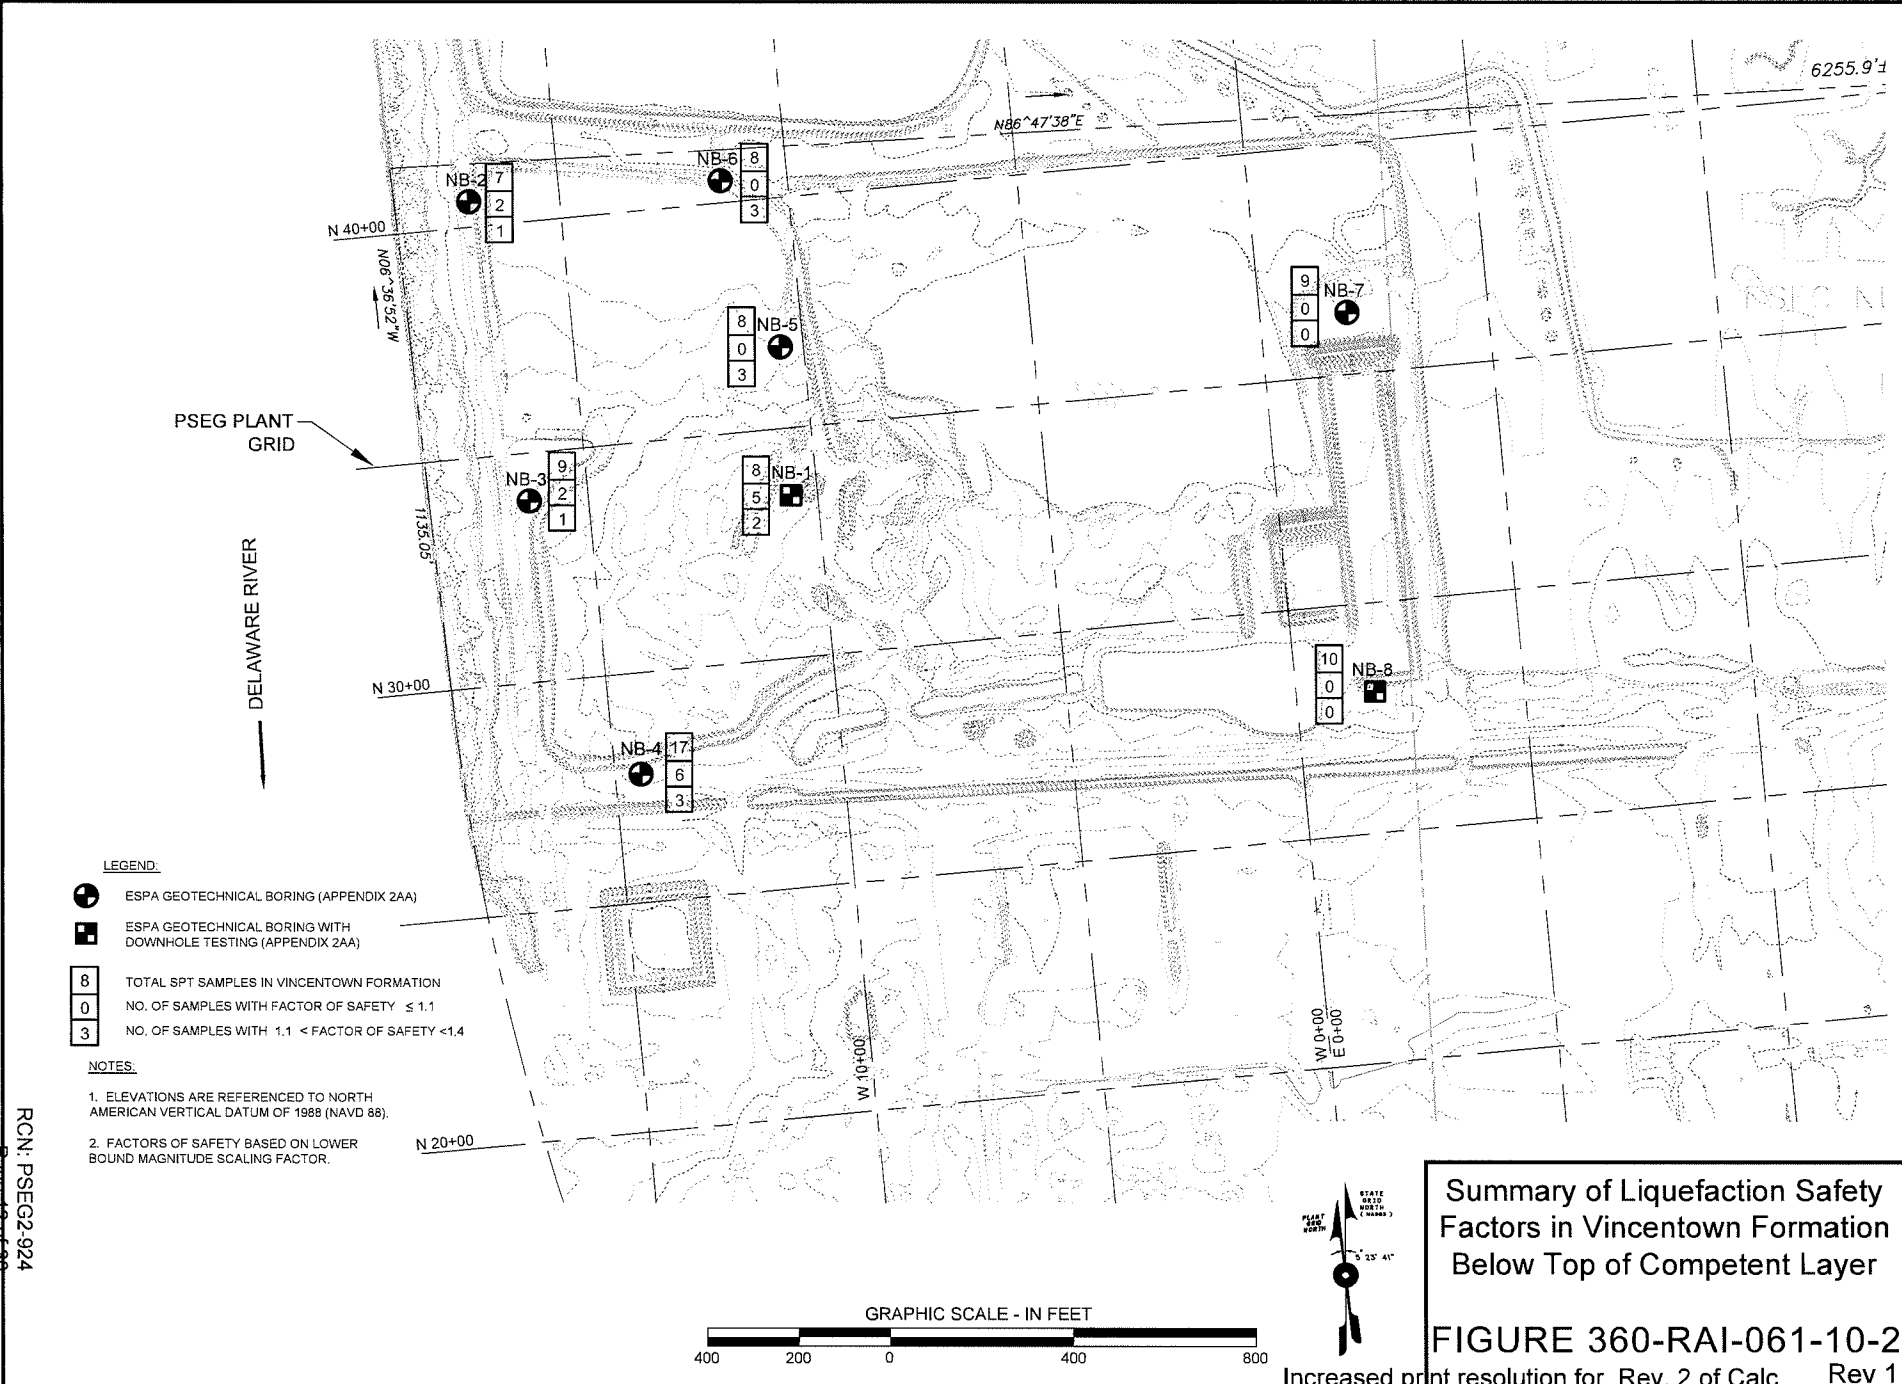 6255.9'±
N86^47'38"E
NB-6
8
0
3
NB-2
7
2
1
N 40+00
N06^36'52"W
NB-7
9
0
0
NB-5
8
0
3
PSEG PLANT
GRID
NB-3
9
2
1
NB-1
8
5
2
1135.05'
DELAWARE RIVER
N 30+00
NB-8
10
0
0
NB-4
17
6
3
LEGEND:
ESPA GEOTECHNICAL BORING (APPENDIX 2AA)
ESPA GEOTECHNICAL BORING WITH
DOWNHOLE TESTING (APPENDIX 2AA)
8 TOTAL SPT SAMPLES IN VINCENTOWN FORMATION
0 NO. OF SAMPLES WITH FACTOR OF SAFETY ≤ 1.1
3 NO. OF SAMPLES WITH 1.1 < FACTOR OF SAFETY <1.4
NOTES:
1. ELEVATIONS ARE REFERENCED TO NORTH
AMERICAN VERTICAL DATUM OF 1988 (NAVD 88).
2. FACTORS OF SAFETY BASED ON LOWER
BOUND MAGNITUDE SCALING FACTOR.
W 10+00
W 0+00
E 0+00
N 20+00
RCN: PSEG2-924
PLANT
GRID
NORTH
STATE
GRID
NORTH
(NAD83)
5° 23' 41"
GRAPHIC SCALE - IN FEET
400 200 0 400 800
Summary of Liquefaction Safety
Factors in Vincentown Formation
Below Top of Competent Layer
FIGURE 360-RAI-061-10-2
Increased print resolution for Rev. 2 of Calc Rev 1